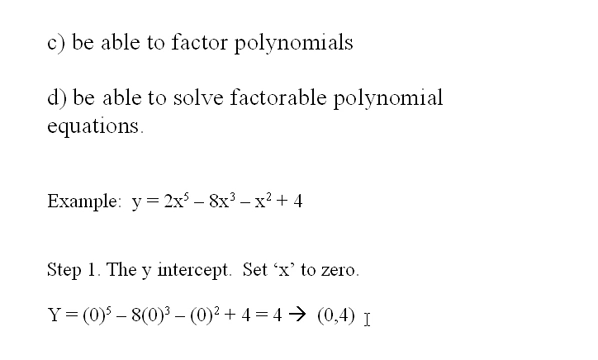 c) be able to factor polynomials
d) be able to solve factorable polynomial
equations.
Example: y = 2x⁵ – 8x³ – x² + 4
Step 1. The y intercept. Set ‘x’ to zero.
Y = (0)⁵ – 8(0)³ – (0)² + 4 = 4 → (0,4)